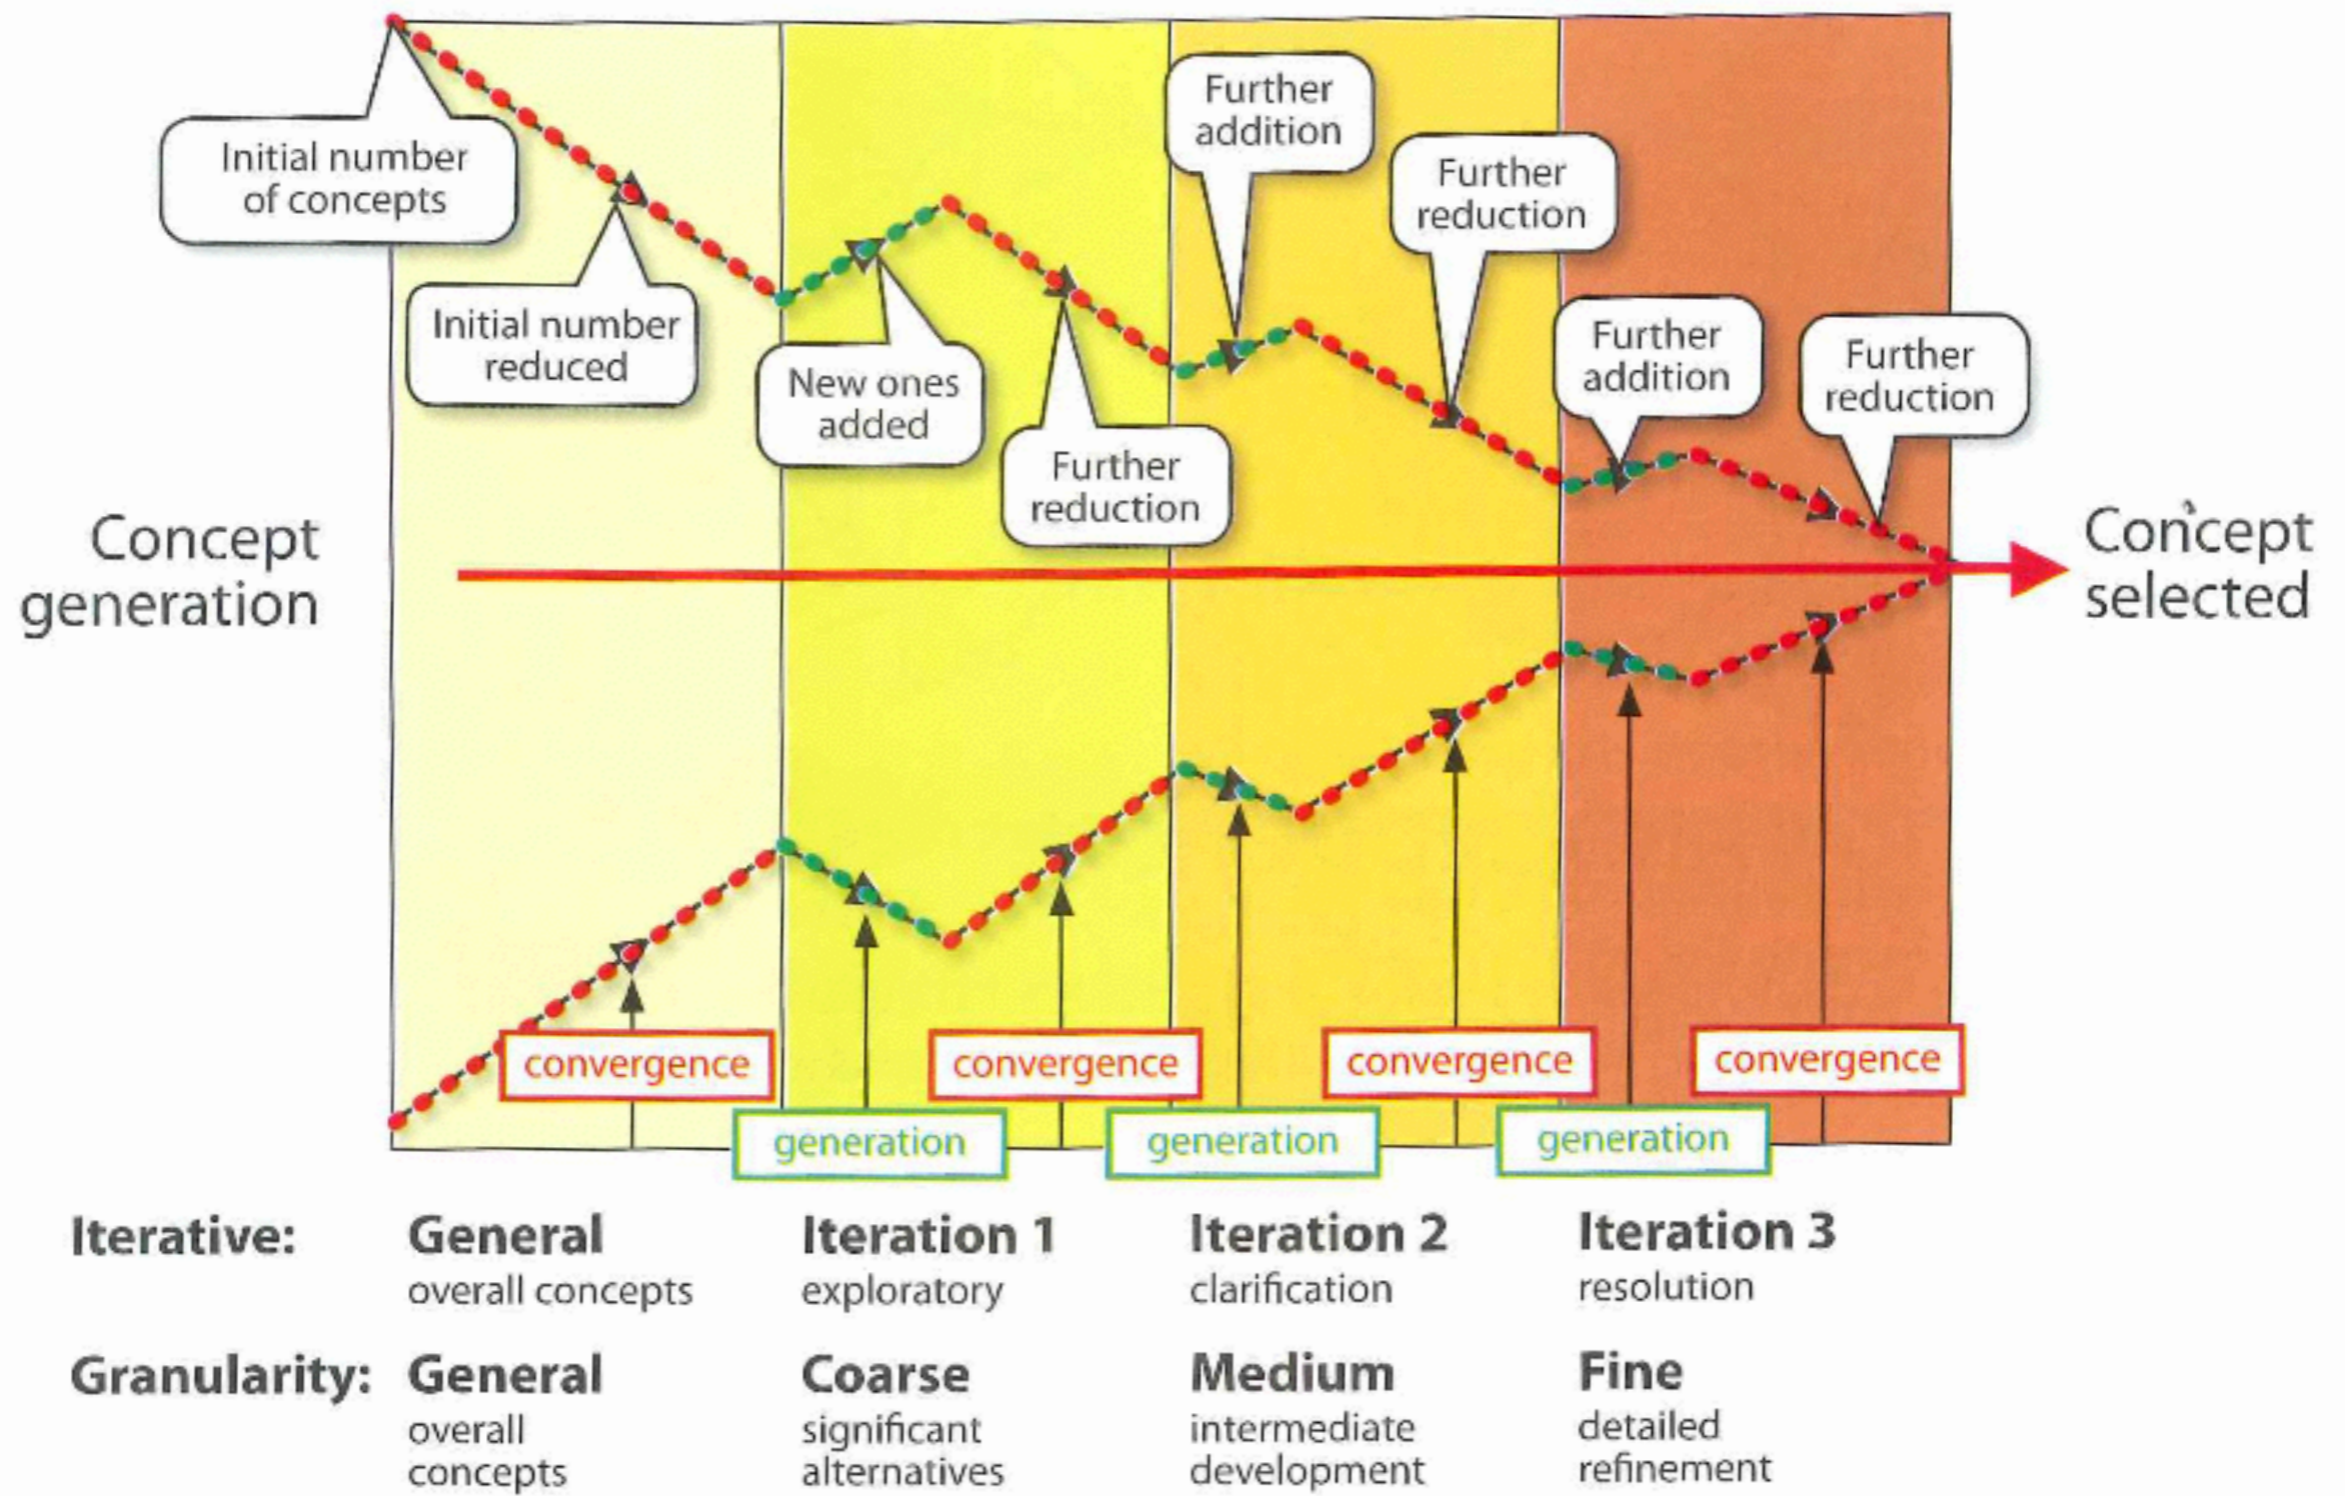 Initial number
of concepts
Initial number
reduced
New ones
added
Further
reduction
Further
addition
Further
reduction
Further
addition
Further
reduction
Concept
generation
Concept
selected
convergence
convergence
convergence
convergence
generation
generation
generation
Iterative: General Iteration 1 Iteration 2 Iteration 3
overall concepts exploratory clarification resolution
Granularity: General Coarse Medium Fine
overall significant intermediate detailed
concepts alternatives development refinement